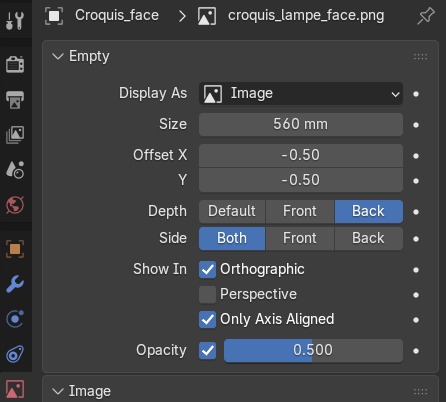 Croquis_face croquis_lampe_face.png
Empty
Display As Image
Size 560 mm
Offset X -0.50
Y -0.50
Depth Default Front Back
Side Both Front Back
Show In Orthographic
Perspective
Only Axis Aligned
Opacity 0.500
Image